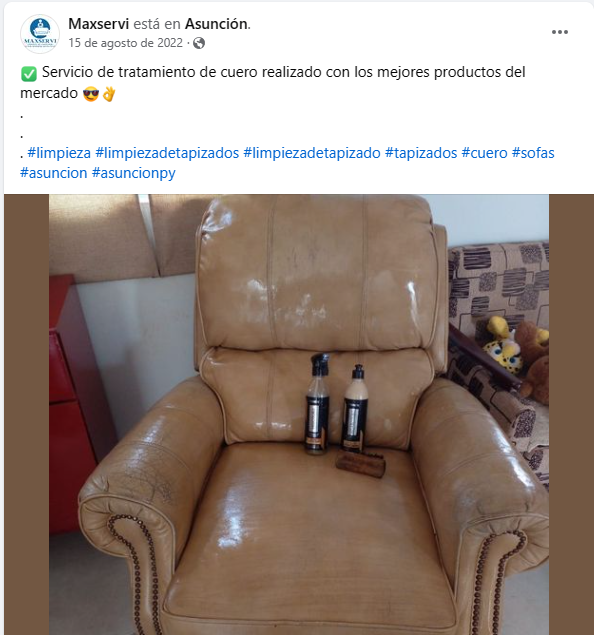 Maxservi está en Asunción.
15 de agosto de 2022 ·
✅ Servicio de tratamiento de cuero realizado con los mejores productos del
mercado 😎👌
.
.
. #limpieza #limpiezadetapizados #limpiezadetapizado #tapizados #cuero #sofas
#asuncion #asuncionpy
MAXSERVI